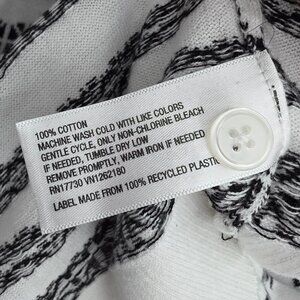 100% COTTON
MACHINE WASH COLD WITH LIKE COLORS
GENTLE CYCLE, ONLY NON-CHLORINE BLEACH
IF NEEDED, TUMBLE DRY LOW
REMOVE PROMPTLY, WARM IRON IF NEEDED
RN17730 VN1262180
LABEL MADE FROM 100% RECYCLED PLASTIC